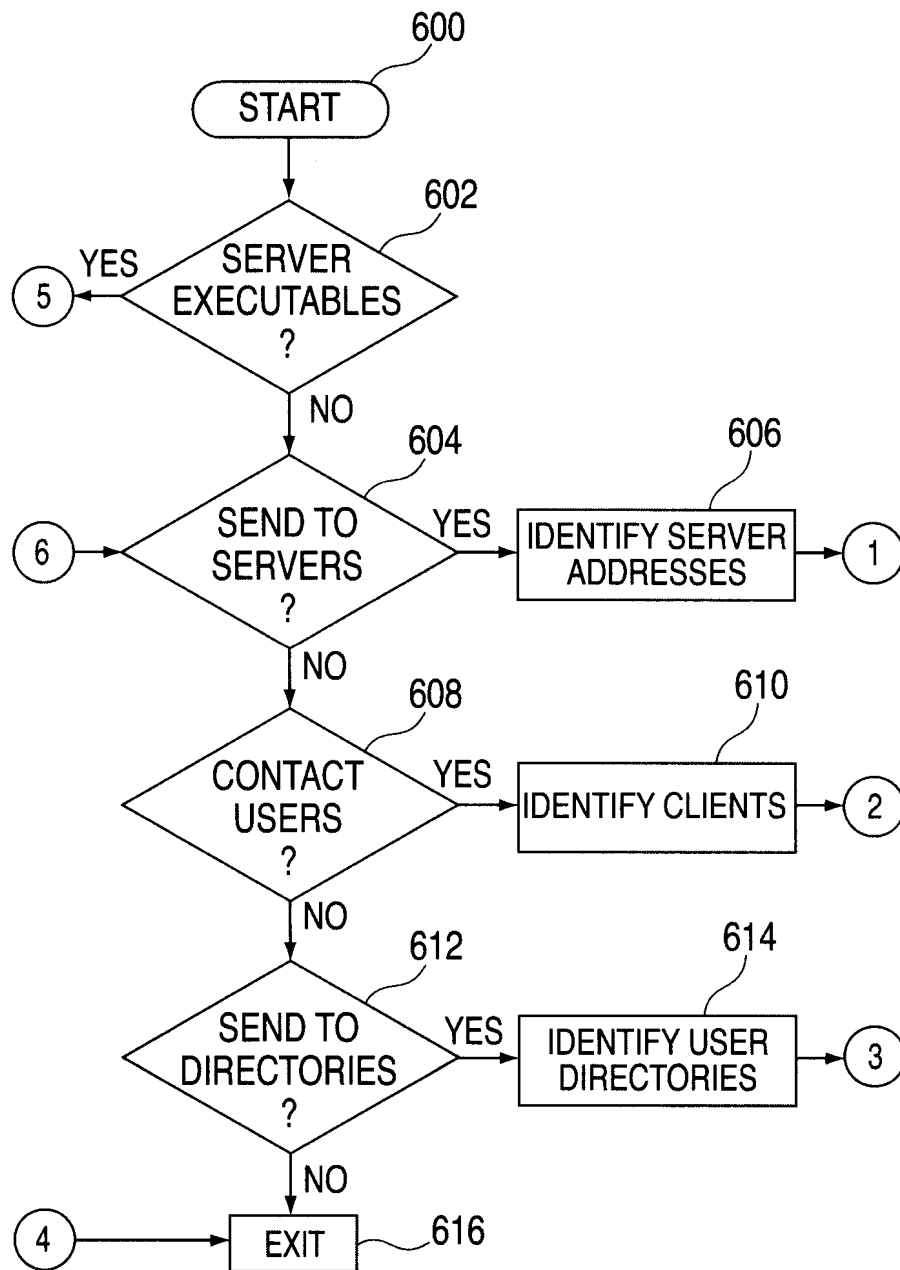 600
START
602
YES
SERVER
EXECUTABLES
?
5
NO
604
606
6
SEND TO
SERVERS
?
YES
IDENTIFY SERVER
ADDRESSES
1
NO
608
610
CONTACT
USERS
?
YES
IDENTIFY CLIENTS
2
NO
612
614
SEND TO
DIRECTORIES
?
YES
IDENTIFY USER
DIRECTORIES
3
NO
4
EXIT
616